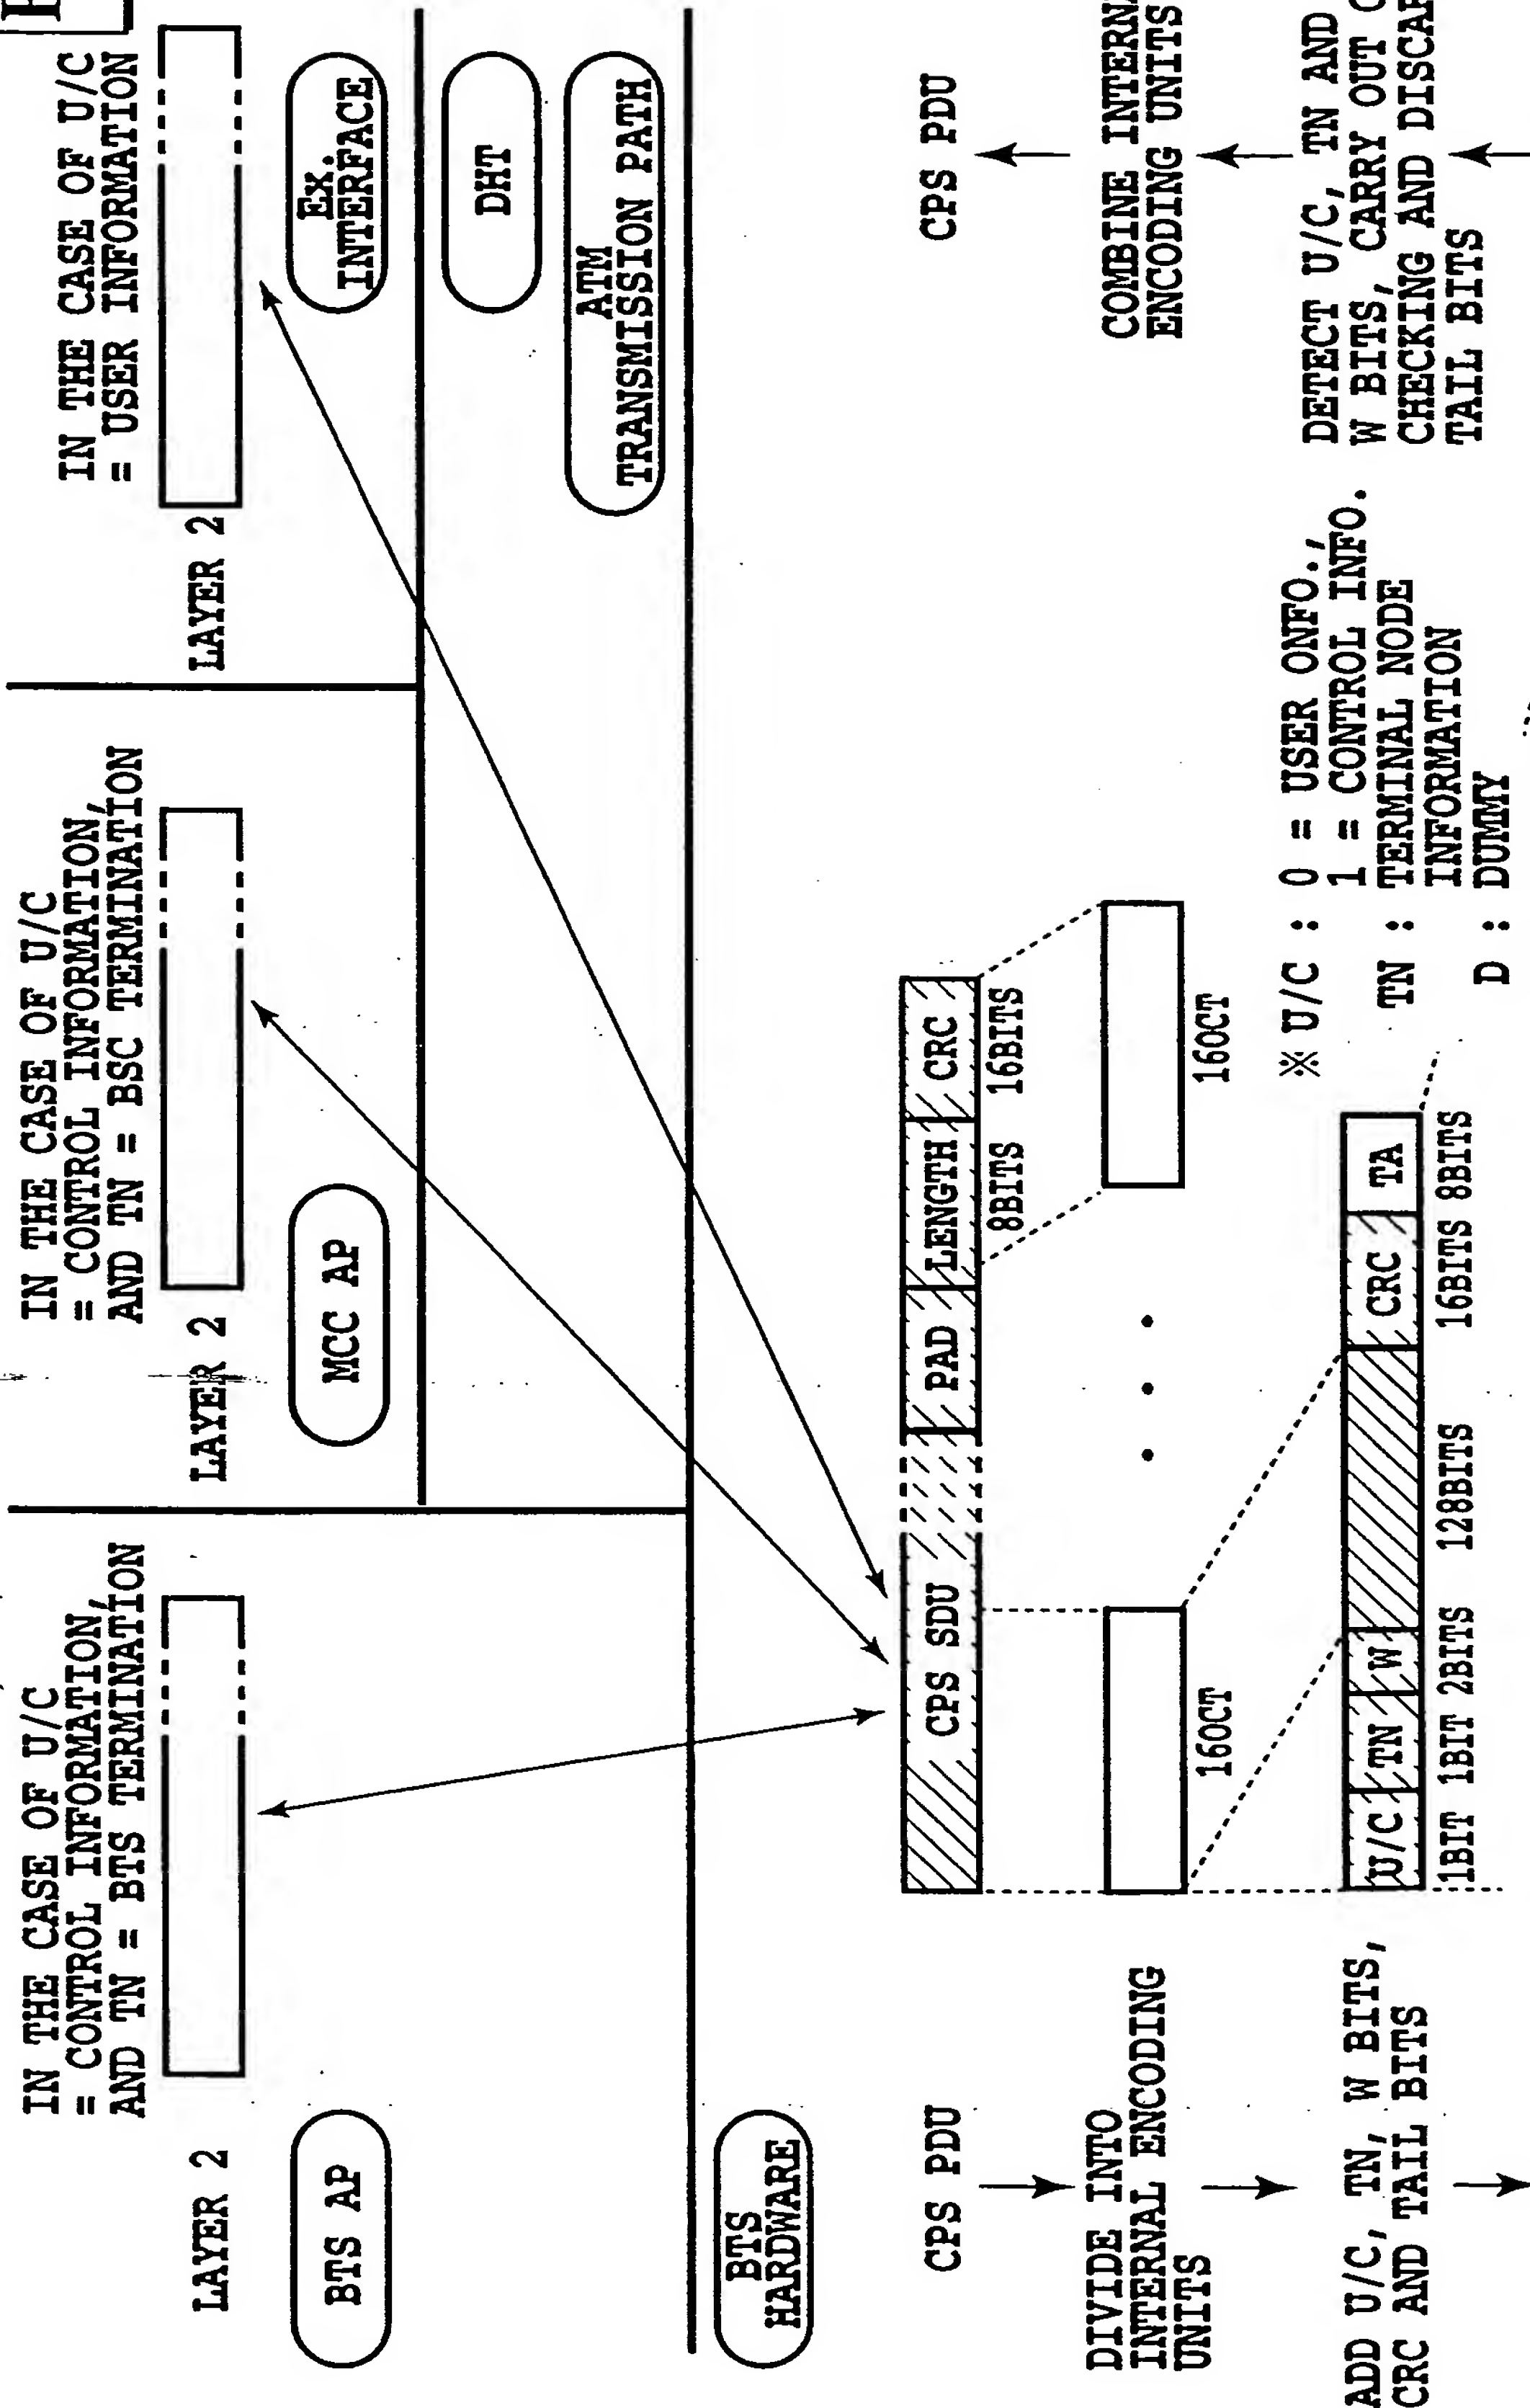 IN THE CASE OF U/C
= CONTROL INFORMATION,
AND TN = BTS TERMINATION
LAYER 2
BTS AP
IN THE CASE OF U/C
= CONTROL INFORMATION,
AND TN = BSC TERMINATION
LAYER 2
MCC AP
IN THE CASE OF U/C
= USER INFORMATION
LAYER 2
Ex.
INTERFACE
DHT
ATM
TRANSMISSION PATH
BTS
HARDWARE
CPS PDU
CPS SDU
PAD
LENGTH
CRC
8BITS
16BITS
CPS PDU
DIVIDE INTO
INTERNAL ENCODING
UNITS
16OCT
• • •
16OCT
COMBINE
ENCODING UNITS
ADD U/C, TN, W BITS,
CRC AND TAIL BITS
U/C
TN
W
CRC
TA
1BIT
1BIT
2BITS
128BITS
16BITS
8BITS
※ U/C : 0 = USER ONFO.,
1 = CONTROL INFO.
TN : TERMINAL NODE
INFORMATION
D : DUMMY
DETECT U/C, TN AND
W BITS, CARRY OUT
CHECKING AND
TAIL BITS